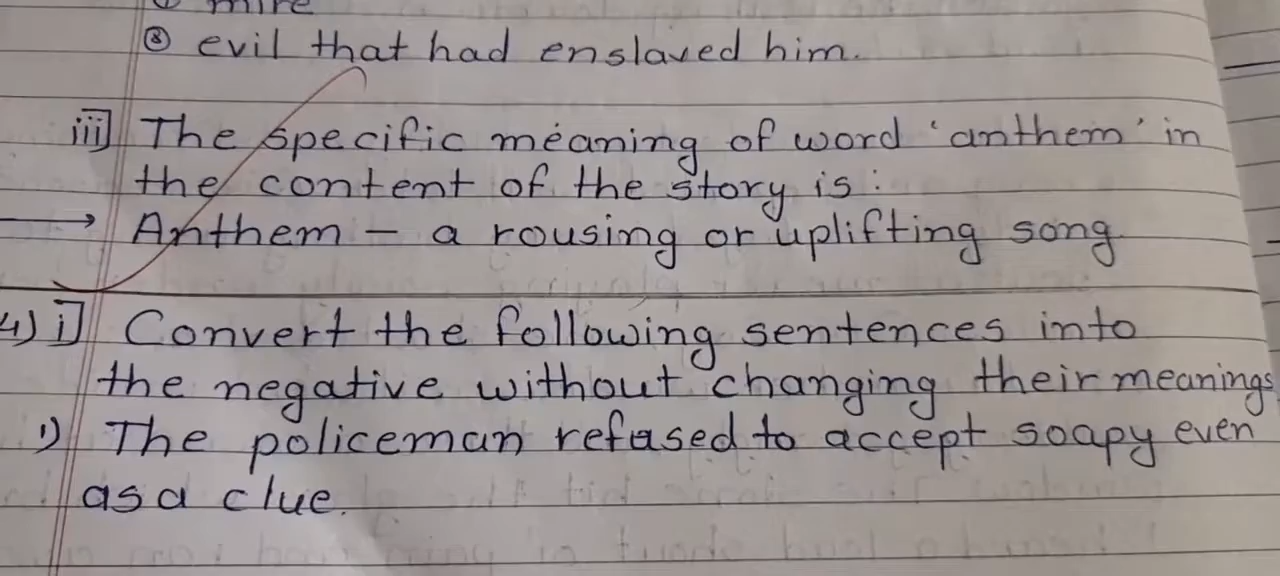 mire
⑧ evil that had enslaved him.
iii] The specific meaning of word 'anthem' in
the content of the story is:
→ Anthem – a rousing or uplifting song
4) i] Convert the following sentences into
the negative without changing their meanings
1) The policeman refused to accept soapy even
as a clue.